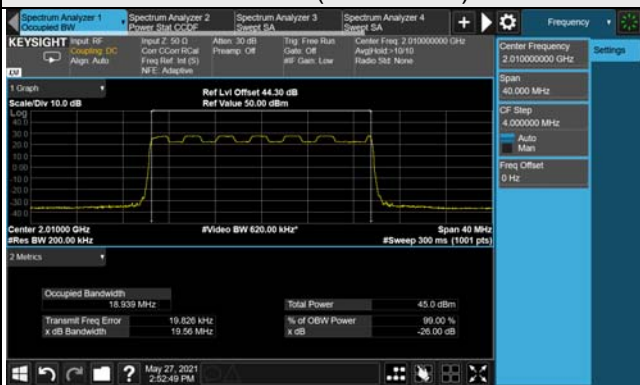 Spectrum Analyzer 1
Occupied BW
Spectrum Analyzer 2
Power Stat CCDF
Spectrum Analyzer 3
Swept SA
Spectrum Analyzer 4
Swept SA
Frequency
KEYSIGHT
Input: RF
Coupling: DC
Align: Auto
Input Z: 50 Ω
Corr CCorr RCal
Freq Ref: Int (S)
NFE: Adaptive
Atten: 30 dB
Preamp: Off
Trig: Free Run
Gate: Off
#IF Gain: Low
Center Freq: 2.010000000 GHz
Avg|Hold:>10/10
Radio Std: None
LXI
Center Frequency
2.010000000 GHz
Settings
Span
40.000 MHz
CF Step
4.000000 MHz
Auto
Man
Freq Offset
0 Hz
1 Graph
Scale/Div 10.0 dB
Ref Lvl Offset 44.30 dB
Ref Value 50.00 dBm
Log
40.0
30.0
20.0
10.0
0.00
-10.0
-20.0
-30.0
-40.0
Center 2.01000 GHz
#Res BW 200.00 kHz
#Video BW 620.00 kHz*
Span 40 MHz
#Sweep 300 ms (1001 pts)
2 Metrics
Occupied Bandwidth
18.939 MHz
Total Power
45.0 dBm
Transmit Freq Error
19.826 kHz
% of OBW Power
99.00 %
x dB Bandwidth
19.56 MHz
x dB
-26.00 dB
?
May 27, 2021
2:52:49 PM